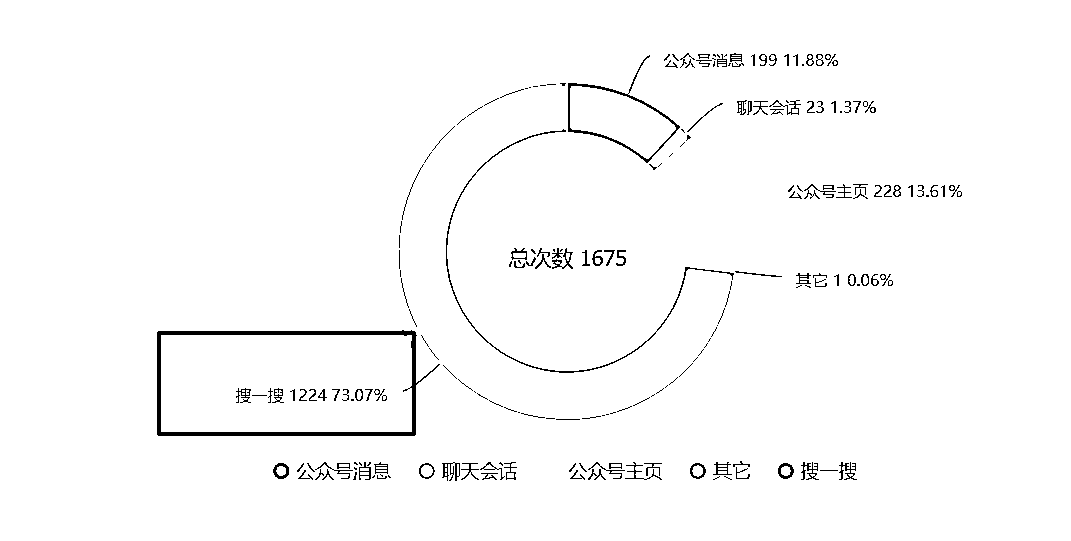 公众号消息 199 11.88%
聊天会话 23 1.37%
公众号主页 228 13.61%
总次数 1675
其它 1 0.06%
搜一搜 1224 73.07%
公众号消息 聊天会话 公众号主页 其它 搜一搜